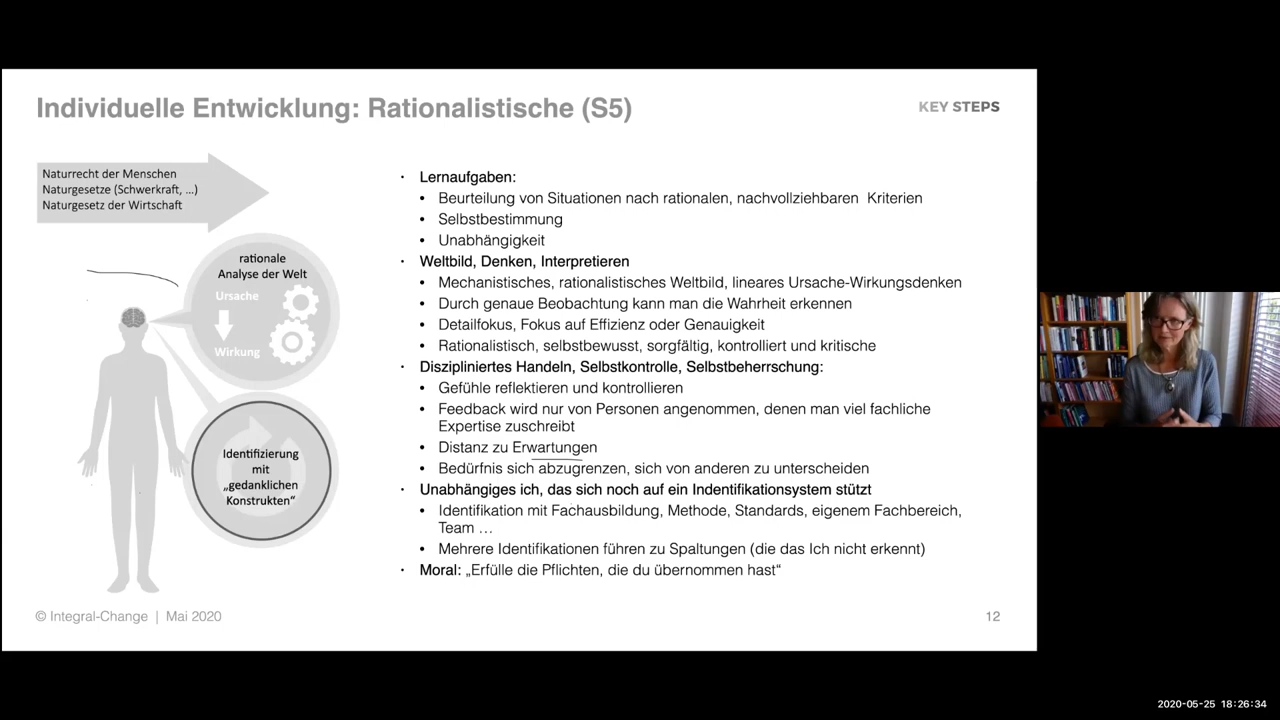 Individuelle Entwicklung: Rationalistische (S5)
KEY STEPS
Naturrecht der Menschen
Naturgesetze (Schwerkraft, ...)
Naturgesetz der Wirtschaft
rationale
Analyse der Welt
Ursache
Wirkung
Identifizierung
mit
„gedanklichen
Konstrukten“
· Lernaufgaben:
• Beurteilung von Situationen nach rationalen, nachvollziehbaren Kriterien
• Selbstbestimmung
• Unabhängigkeit
· Weltbild, Denken, Interpretieren
• Mechanistisches, rationalistisches Weltbild, lineares Ursache-Wirkungsdenken
• Durch genaue Beobachtung kann man die Wahrheit erkennen
• Detailfokus, Fokus auf Effizienz oder Genauigkeit
• Rationalistisch, selbstbewusst, sorgfältig, kontrolliert und kritische
· Diszipliniertes Handeln, Selbstkontrolle, Selbstbeherrschung:
• Gefühle reflektieren und kontrollieren
• Feedback wird nur von Personen angenommen, denen man viel fachliche
Expertise zuschreibt
• Distanz zu Erwartungen
• Bedürfnis sich abzugrenzen, sich von anderen zu unterscheiden
· Unabhängiges ich, das sich noch auf ein Indentifikationsystem stützt
• Identifikation mit Fachausbildung, Methode, Standards, eigenem Fachbereich,
Team …
• Mehrere Identifikationen führen zu Spaltungen (die das Ich nicht erkennt)
· Moral: „Erfülle die Pflichten, die du übernommen hast“
© Integral-Change | Mai 2020
12
2020-05-25 18:26:34